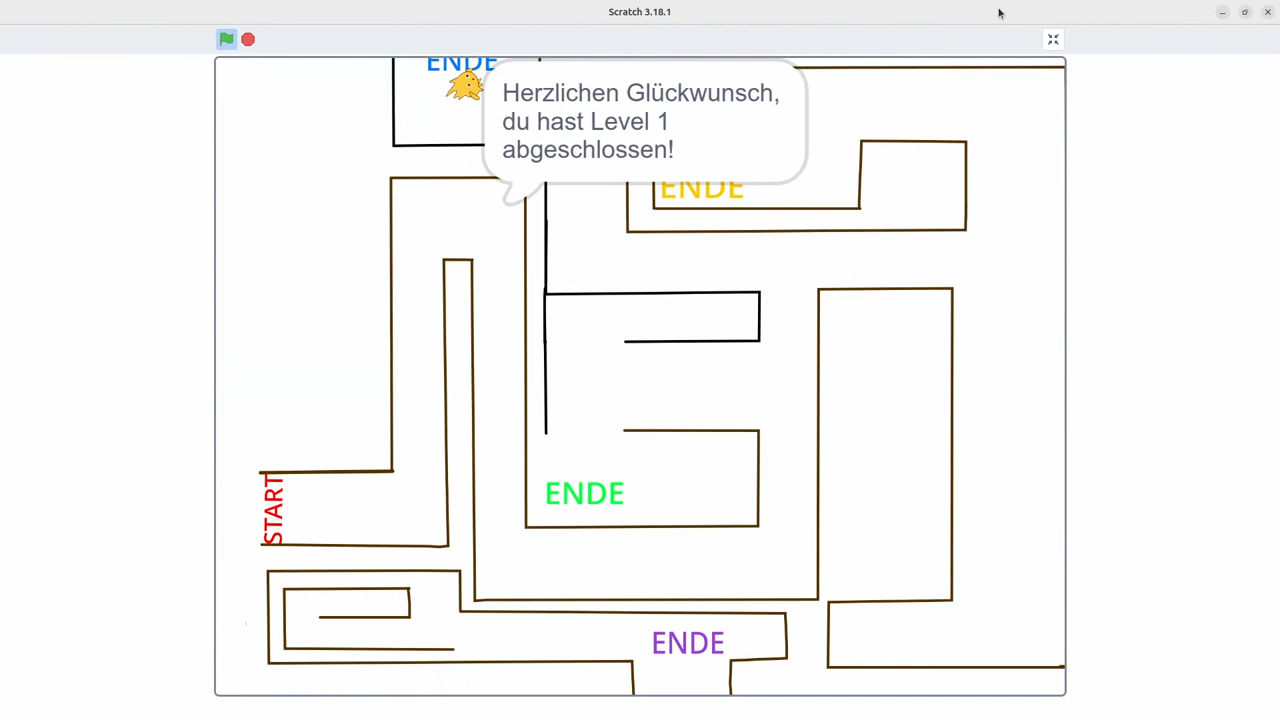 Scratch 3.18.1
ENDE
Herzlichen Glückwunsch,
du hast Level 1
abgeschlossen!
ENDE
ENDE
START
ENDE